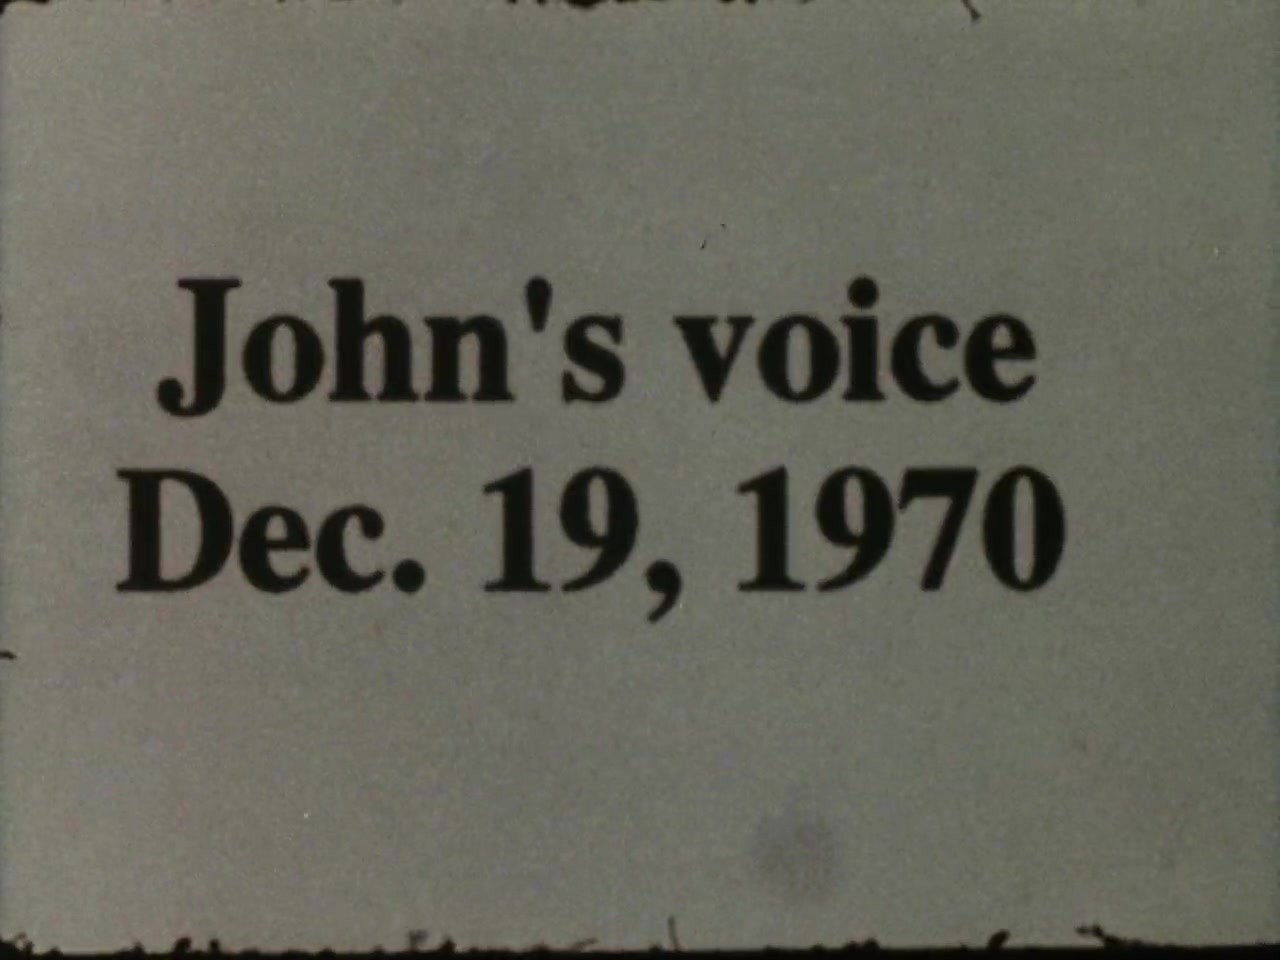 John's voice
Dec. 19, 1970